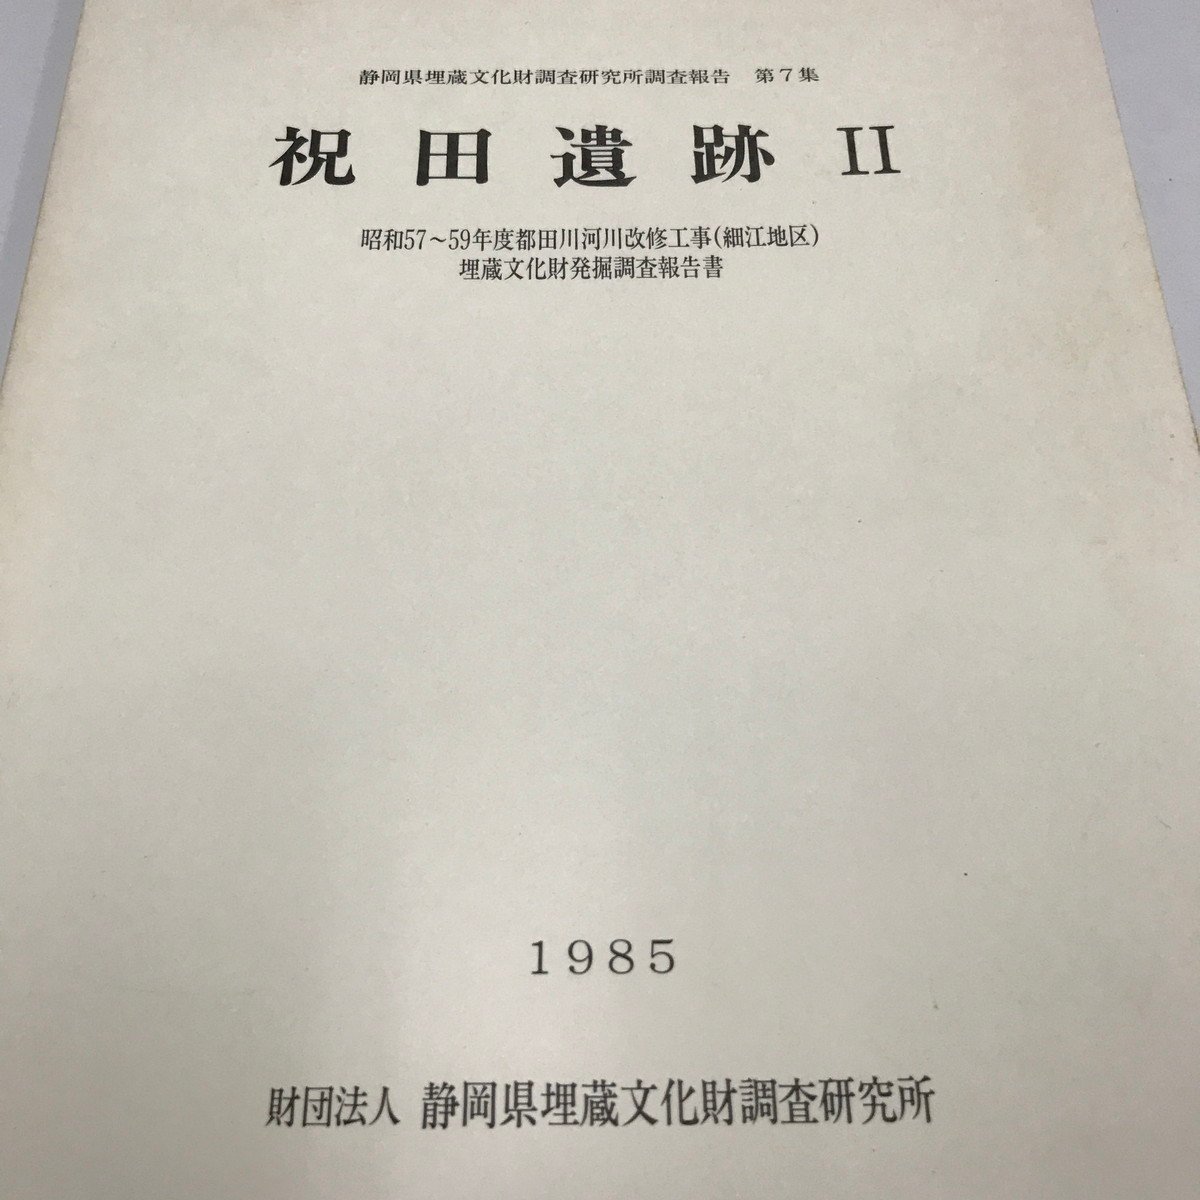 静岡県埋蔵文化財調査研究所調査報告　第７集
祝田遺跡 II
昭和57～59年度都田川河川改修工事(細江地区)
埋蔵文化財発掘調査報告書
1985
財団法人 静岡県埋蔵文化財調査研究所